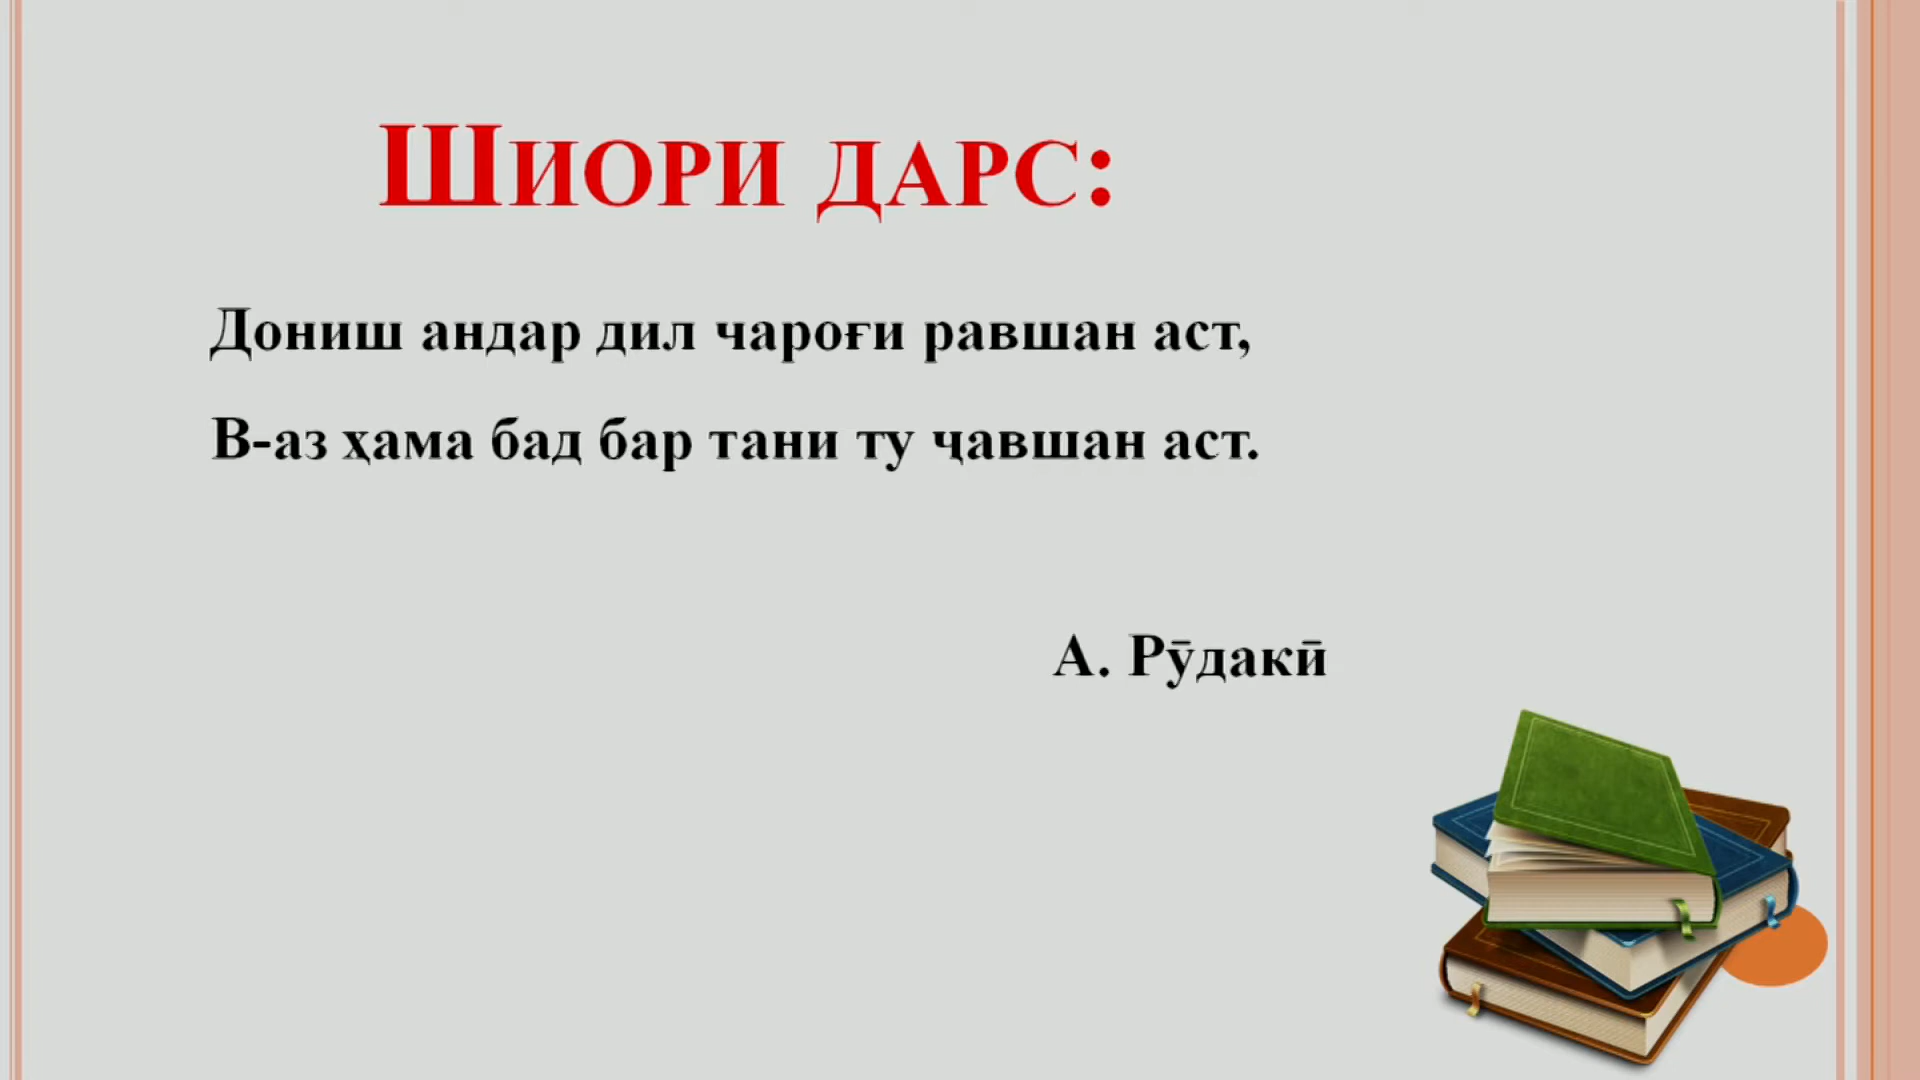 Шиори дарс:
Дониш андар дил чароғи равшан аст,
В-аз ҳама бад бар тани ту ҷавшан аст.
А. Рӯдакӣ